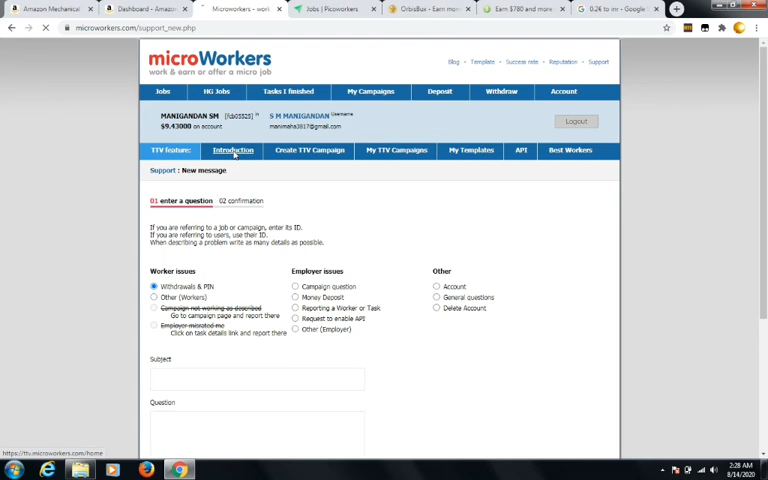 Amazon Mechanical
Dashboard - Amazon
Microworkers - work
Jobs | Picoworkers
OrbisBux - Earn mon
Earn $780 and more
0.2€ to inr - Google
microworkers.com/support_new.php
microWorkers
work & earn or offer a micro job
Blog Template Success rate Reputation Support
Jobs HG Jobs Tasks I finished My Campaigns Deposit Withdraw Account
MANIGANDAN SM
S M MANIGANDAN Username
$9.43000 on account
manimaha3817@gmail.com
Logout
TTV feature: Introduction Create TTV Campaign My TTV Campaigns My Templates API Best Workers
Support : New message
01 enter a question 02 confirmation
If you are referring to a job or campaign, enter its ID.
If you are referring to users, use their ID.
When describing a problem write as many details as possible.
Worker issues Employer issues Other
Withdrawals & PIN Campaign question Account
Other (Workers) Money Deposit General questions
Campaign not working as described Reporting a Worker or Task Delete Account
Go to campaign page and report there Request to enable API
Employer misrated me Other (Employer)
Click on task details link and report there
Subject
Question
https://ttv.microworkers.com/home
2:28 AM
8/14/2020